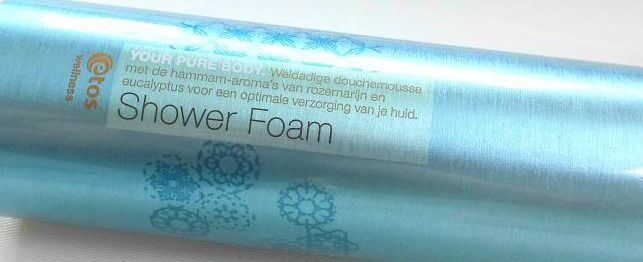 etos
wellness
YOUR PURE BODY. Weldadige douchemousse
met de hammam-aroma's van rozemarijn en
eucalyptus voor een optimale verzorging van je huid.
Shower Foam